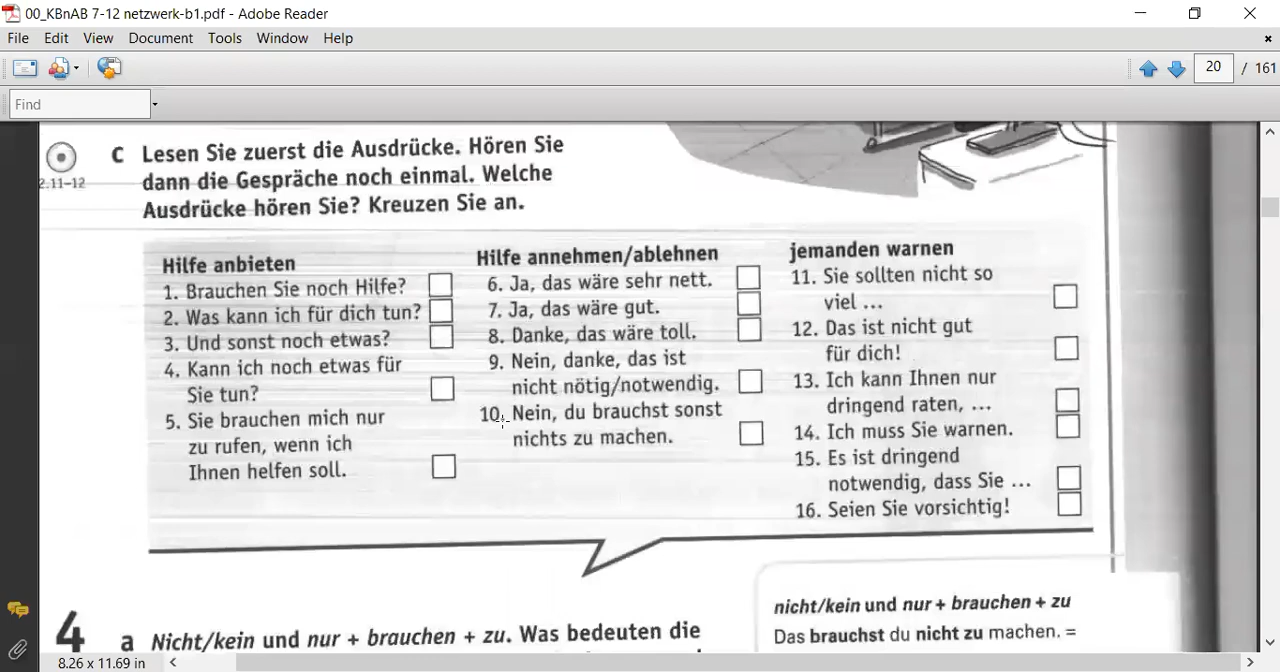 00_KBnAB 7-12 netzwerk-b1.pdf - Adobe Reader
File Edit View Document Tools Window Help
20 / 161
Find
2.11–12
C Lesen Sie zuerst die Ausdrücke. Hören Sie
dann die Gespräche noch einmal. Welche
Ausdrücke hören Sie? Kreuzen Sie an.
Hilfe anbieten
1. Brauchen Sie noch Hilfe?
2. Was kann ich für dich tun?
3. Und sonst noch etwas?
4. Kann ich noch etwas für
Sie tun?
5. Sie brauchen mich nur
zu rufen, wenn ich
Ihnen helfen soll.
Hilfe annehmen/ablehnen
6. Ja, das wäre sehr nett.
7. Ja, das wäre gut.
8. Danke, das wäre toll.
9. Nein, danke, das ist
nicht nötig/notwendig.
10. Nein, du brauchst sonst
nichts zu machen.
jemanden warnen
11. Sie sollten nicht so
viel ...
12. Das ist nicht gut
für dich!
13. Ich kann Ihnen nur
dringend raten, ...
14. Ich muss Sie warnen.
15. Es ist dringend
notwendig, dass Sie ...
16. Seien Sie vorsichtig!
4 a Nicht/kein und nur + brauchen + zu. Was bedeuten die
nicht/kein und nur + brauchen + zu
Das brauchst du nicht zu machen. =
8.26 x 11.69 in